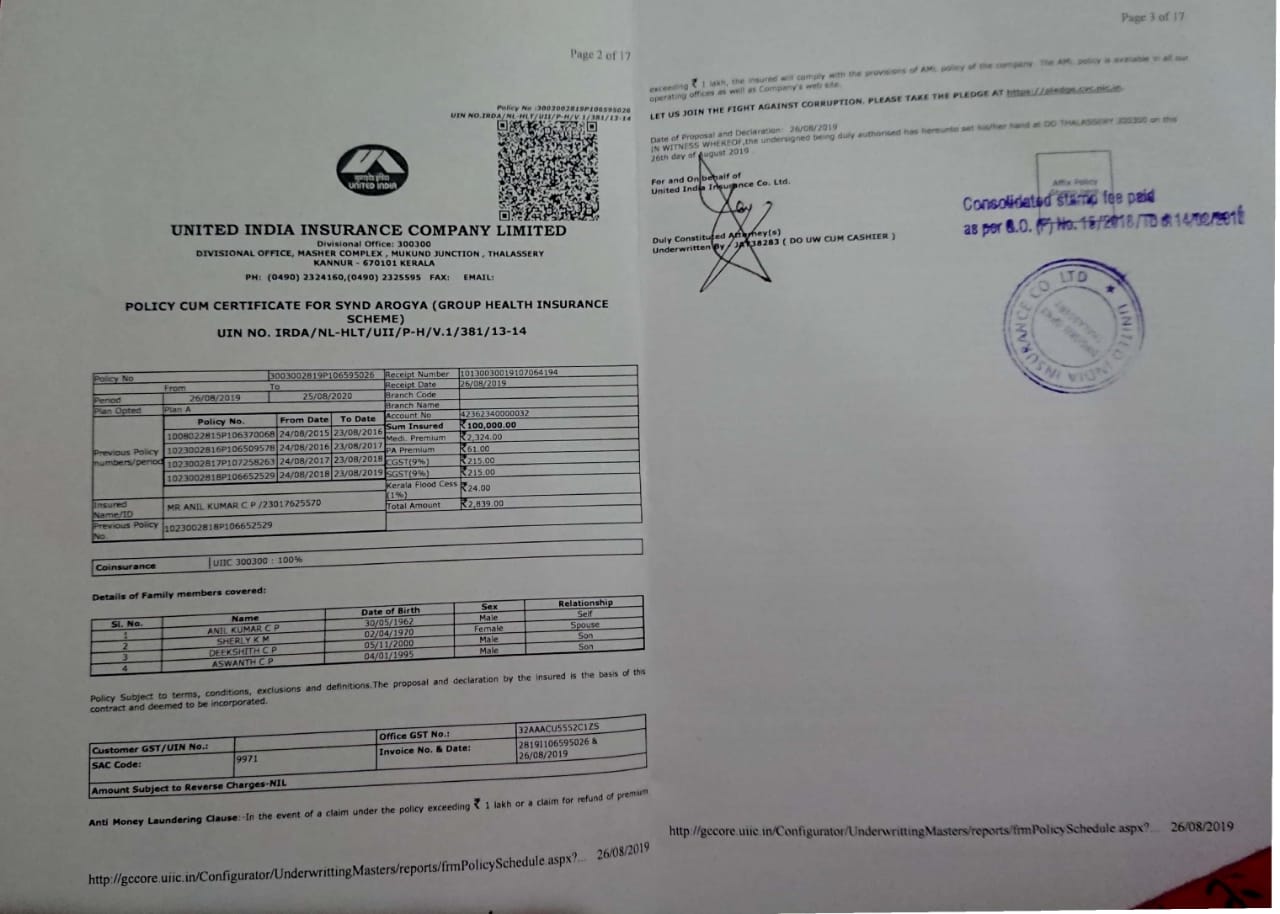 Page 2 of 17
Policy No :3003002819P106595026
UIN NO.IRDA/NL-HLT/UII/P-H/V.1/381/13-14
UNITED INDIA
UNITED INDIA INSURANCE COMPANY LIMITED
Divisional Office: 300300
DIVISIONAL OFFICE, MASHER COMPLEX , MUKUND JUNCTION , THALASSERY
KANNUR - 670101 KERALA
PH: (0490) 2324160,(0490) 2325595 FAX: EMAIL:
POLICY CUM CERTIFICATE FOR SYND AROGYA (GROUP HEALTH INSURANCE
SCHEME)
UIN NO. IRDA/NL-HLT/UII/P-H/V.1/381/13-14
Policy No 3003002819P106595026
Period From To
26/08/2019 25/08/2020
Plan Opted Plan A
Previous Policy numbers/period
Policy No. From Date To Date
1008022815P106370068 24/08/2015 23/08/2016
1023002816P106509578 24/08/2016 23/08/2017
1023002817P107258263 24/08/2017 23/08/2018
1023002818P106652529 24/08/2018 23/08/2019
Insured Name/ID MR ANIL KUMAR C P /23017625570
Previous Policy No. 1023002818P106652529
Receipt Number 10130030019107064194
Receipt Date 26/08/2019
Branch Code
Branch Name
Account No 42362340000032
Sum Insured ₹100,000.00
Medi. Premium ₹2,324.00
PA Premium ₹61.00
CGST(9%) ₹215.00
SGST(9%) ₹215.00
Kerala Flood Cess (1%) ₹24.00
Total Amount ₹2,839.00
Coinsurance UIIC 300300 : 100%
Details of Family members covered:
Sl. No. Name Date of Birth Sex Relationship
1 ANIL KUMAR C P 30/05/1962 Male Self
2 SHERLY K M 02/04/1970 Female Spouse
3 DEEKSHITH C P 05/11/2000 Male Son
4 ASWANTH C P 04/01/1995 Male Son
Policy Subject to terms, conditions, exclusions and definitions.The proposal and declaration by the insured is the basis of this
contract and deemed to be incorporated.
Customer GST/UIN No.: Office GST No.: 32AAACU5552C1ZS
SAC Code: 9971 Invoice No. & Date: 28191106595026 &
26/08/2019
Amount Subject to Reverse Charges-NIL
Anti Money Laundering Clause:-In the event of a claim under the policy exceeding ₹ 1 lakh or a claim for refund of premium
http://gccore.uiic.in/Configurator/UnderwrittingMasters/reports/frmPolicySchedule.aspx?... 26/08/2019
Page 3 of 17
exceeding ₹ 1 lakh, the insured will comply with the provisions of AML policy of the company. The AML policy is available in all our
operating offices as well as Company's web site.
LET US JOIN THE FIGHT AGAINST CORRUPTION. PLEASE TAKE THE PLEDGE AT https://pledge.cvc.nic.in.
Date of Proposal and Declaration: 26/08/2019
IN WITNESS WHEREOF,the undersigned being duly authorised has hereunto set his/her hand at DO THALASSERY 300300 on this
26th day of August 2019
For and On behalf of
United India Insurance Co. Ltd.
Affix Policy
Consolidated stamp fee paid
as per G.O. (P) No.
Duly Constituted Attorney(s)
Underwritten By ( DO UW CUM CASHIER )
UNITED INDIA INSURANCE CO LTD
http://gccore.uiic.in/Configurator/UnderwrittingMasters/reports/frmPolicySchedule.aspx?... 26/08/2019